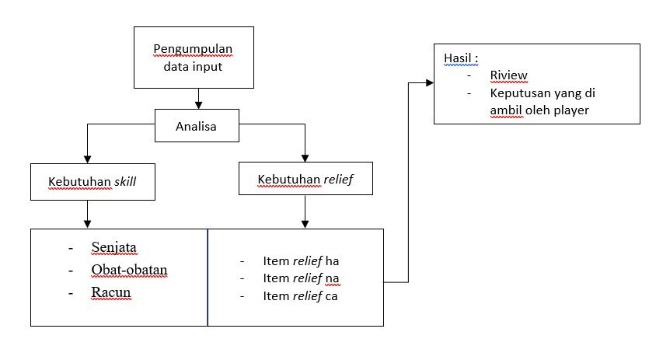 Pengumpulan
data input
Analisa
Kebutuhan skill
Kebutuhan relief
- Senjata
- Obat-obatan
- Racun
- Item relief ha
- Item relief na
- Item relief ca
Hasil :
- Riview
- Keputusan yang di
ambil oleh player